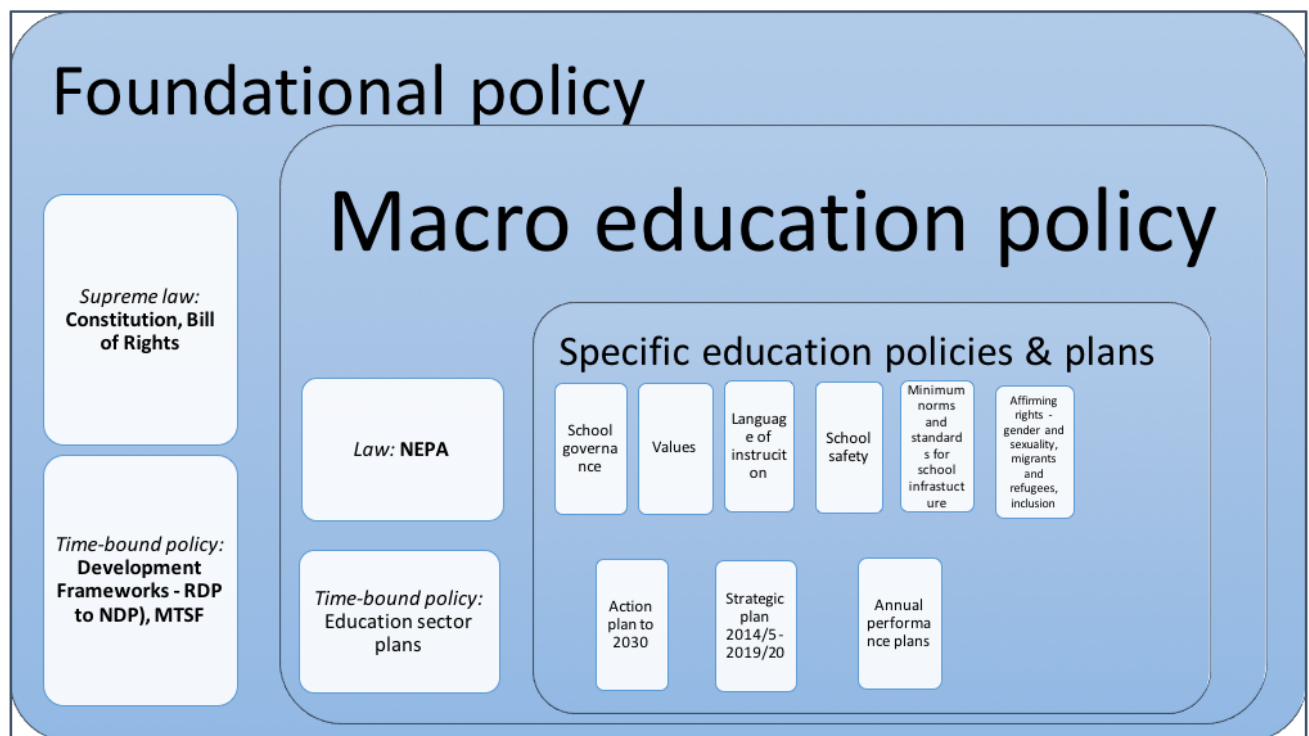 Foundational policy
Macro education policy
Supreme law:
Constitution, Bill
of Rights
Time-bound policy:
Development
Frameworks - RDP
to NDP), MTSF
Law: NEPA
Time-bound policy:
Education sector
plans
Specific education policies & plans
School
governa
nce
Values
Languag
e of
instrucit
on
School
safety
Minimum
norms
and
standard
s for
school
infrastuct
ure
Affirming
rights -
gender and
sexuality,
migrants
and
refugees,
inclusion
Action
plan to
2030
Strategic
plan
2014/5-
2019/20
Annual
performa
nce plans